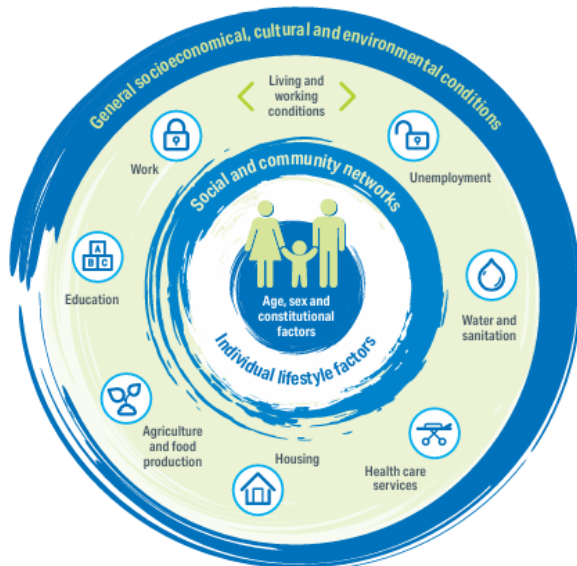 General socioeconomical, cultural and environmental conditions
Living and
working
conditions
Work
Unemployment
Social and community networks
A
B C
Education
Age, sex and
constitutional
factors
Water and
sanitation
Individual lifestyle factors
Agriculture
and food
production
Housing
Health care
services